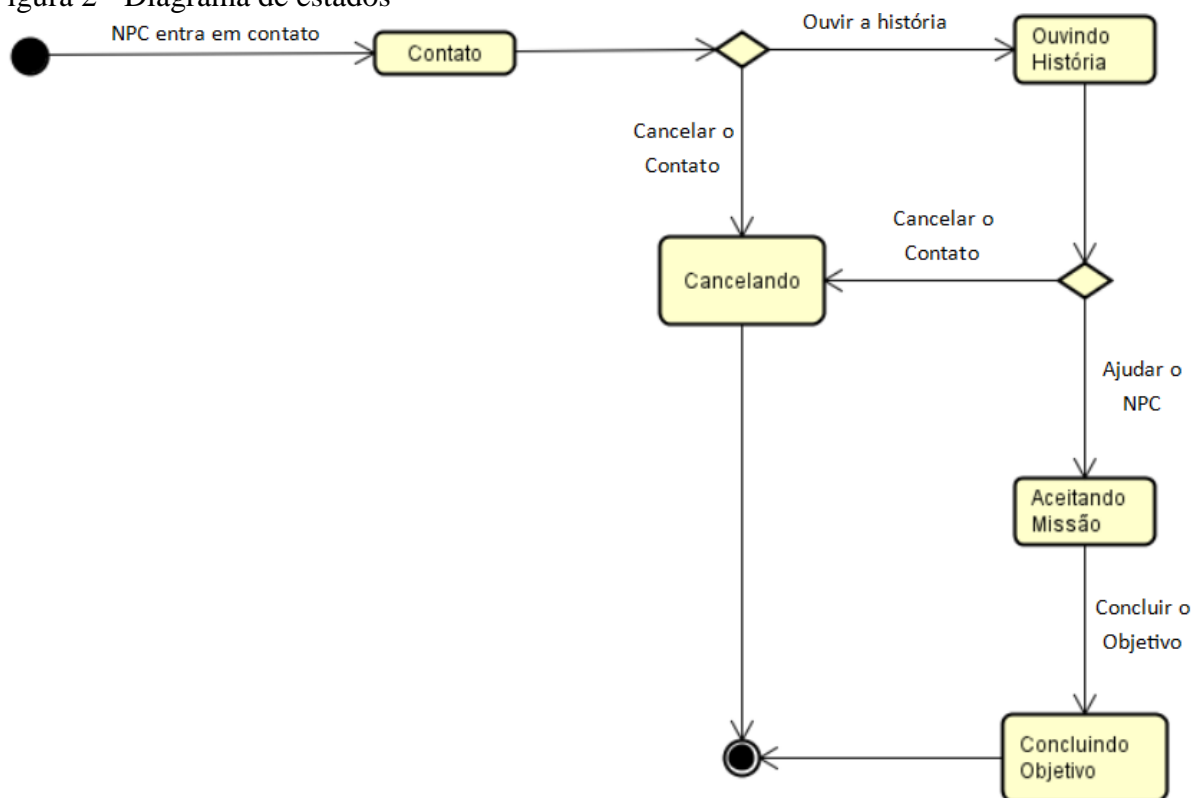 igura 2 - Diagrama de estados
NPC entra em contato
Contato
Ouvir a história
Ouvindo
História
Cancelar o
Contato
Cancelar o
Contato
Cancelando
Ajudar o
NPC
Aceitando
Missão
Concluir o
Objetivo
Concluindo
Objetivo